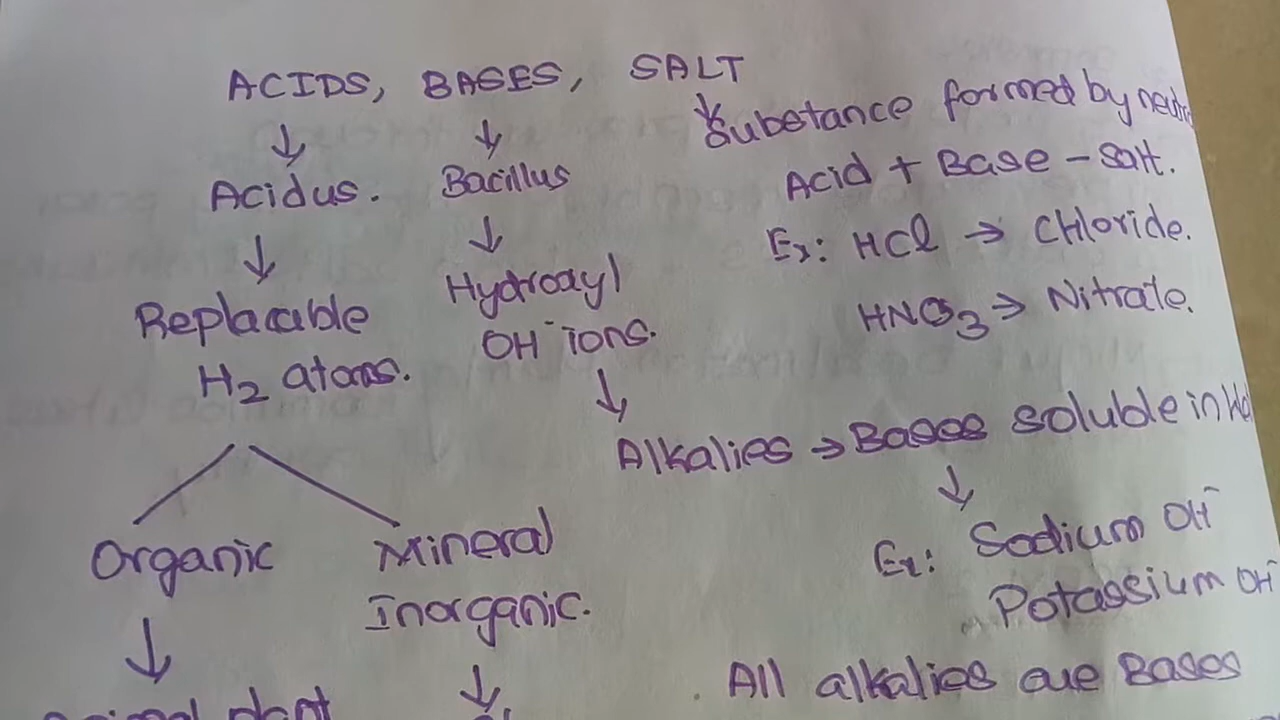 ACIDS, BASES, SALT
↓ Acidus.
↓ Replacable
H2 atoms.
Organic
↓
Mineral
Inorganic.
↓
↓ Bacillus
↓ Hydroxyl
OH⁻ ions.
↓
Alkalies → Bases soluble in
↓
Ex: Sodium OH⁻
Potassium OH⁻
All alkalies are Bases
↓ Substance formed by
Acid + Base - Salt.
Ex: HCl → CHloride.
HNO3 → Nitrate.
plant